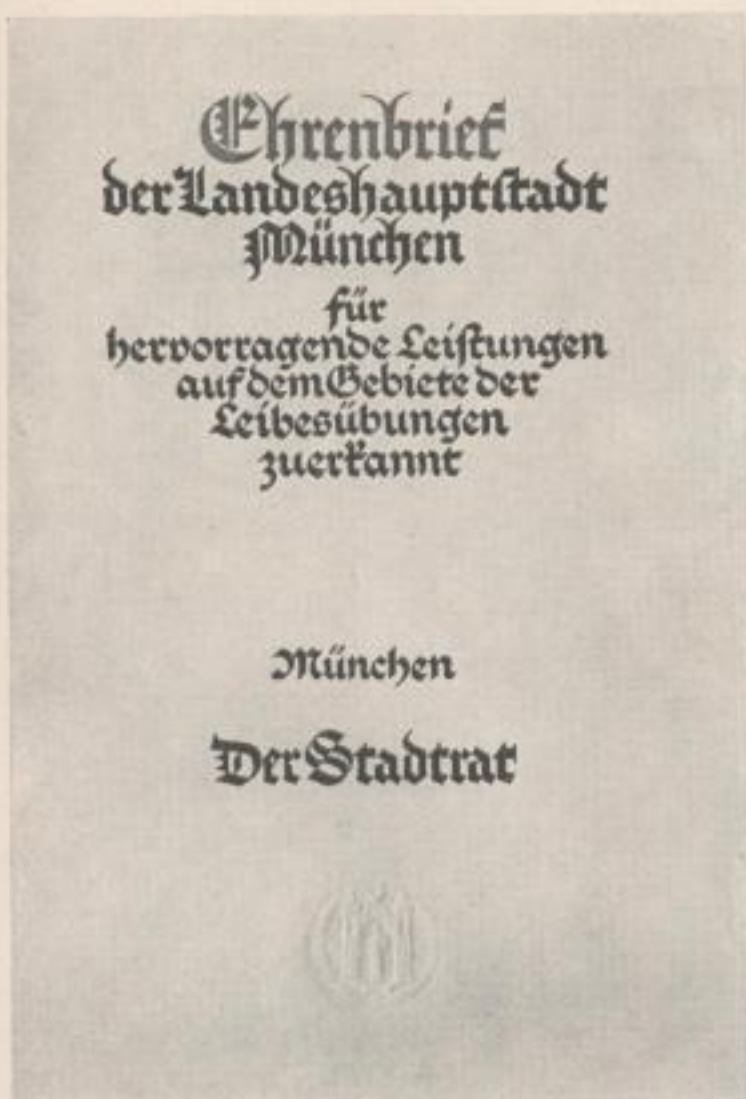 Ehrenbrief
der Landeshauptstadt
München
für
hervorragende Leistungen
auf dem Gebiete der
Leibesübungen
zuerkannt
München
Der Stadtrat